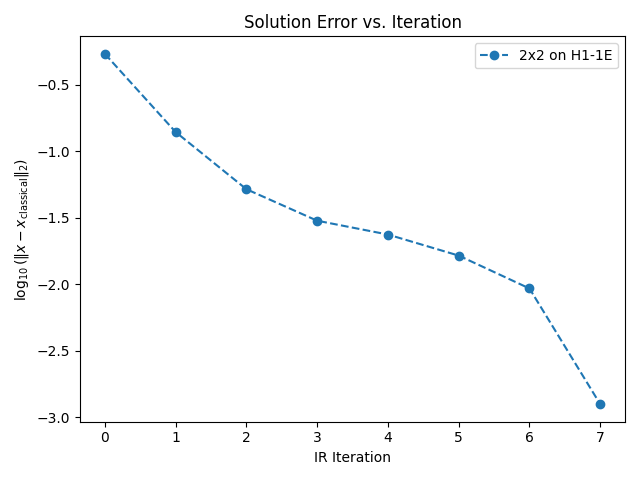 Solution Error vs. Iteration
2x2 on H1-1E
log₁₀ (‖x − x_classical‖₂)
−0.5
−1.0
−1.5
−2.0
−2.5
−3.0
0 1 2 3 4 5 6 7
IR Iteration